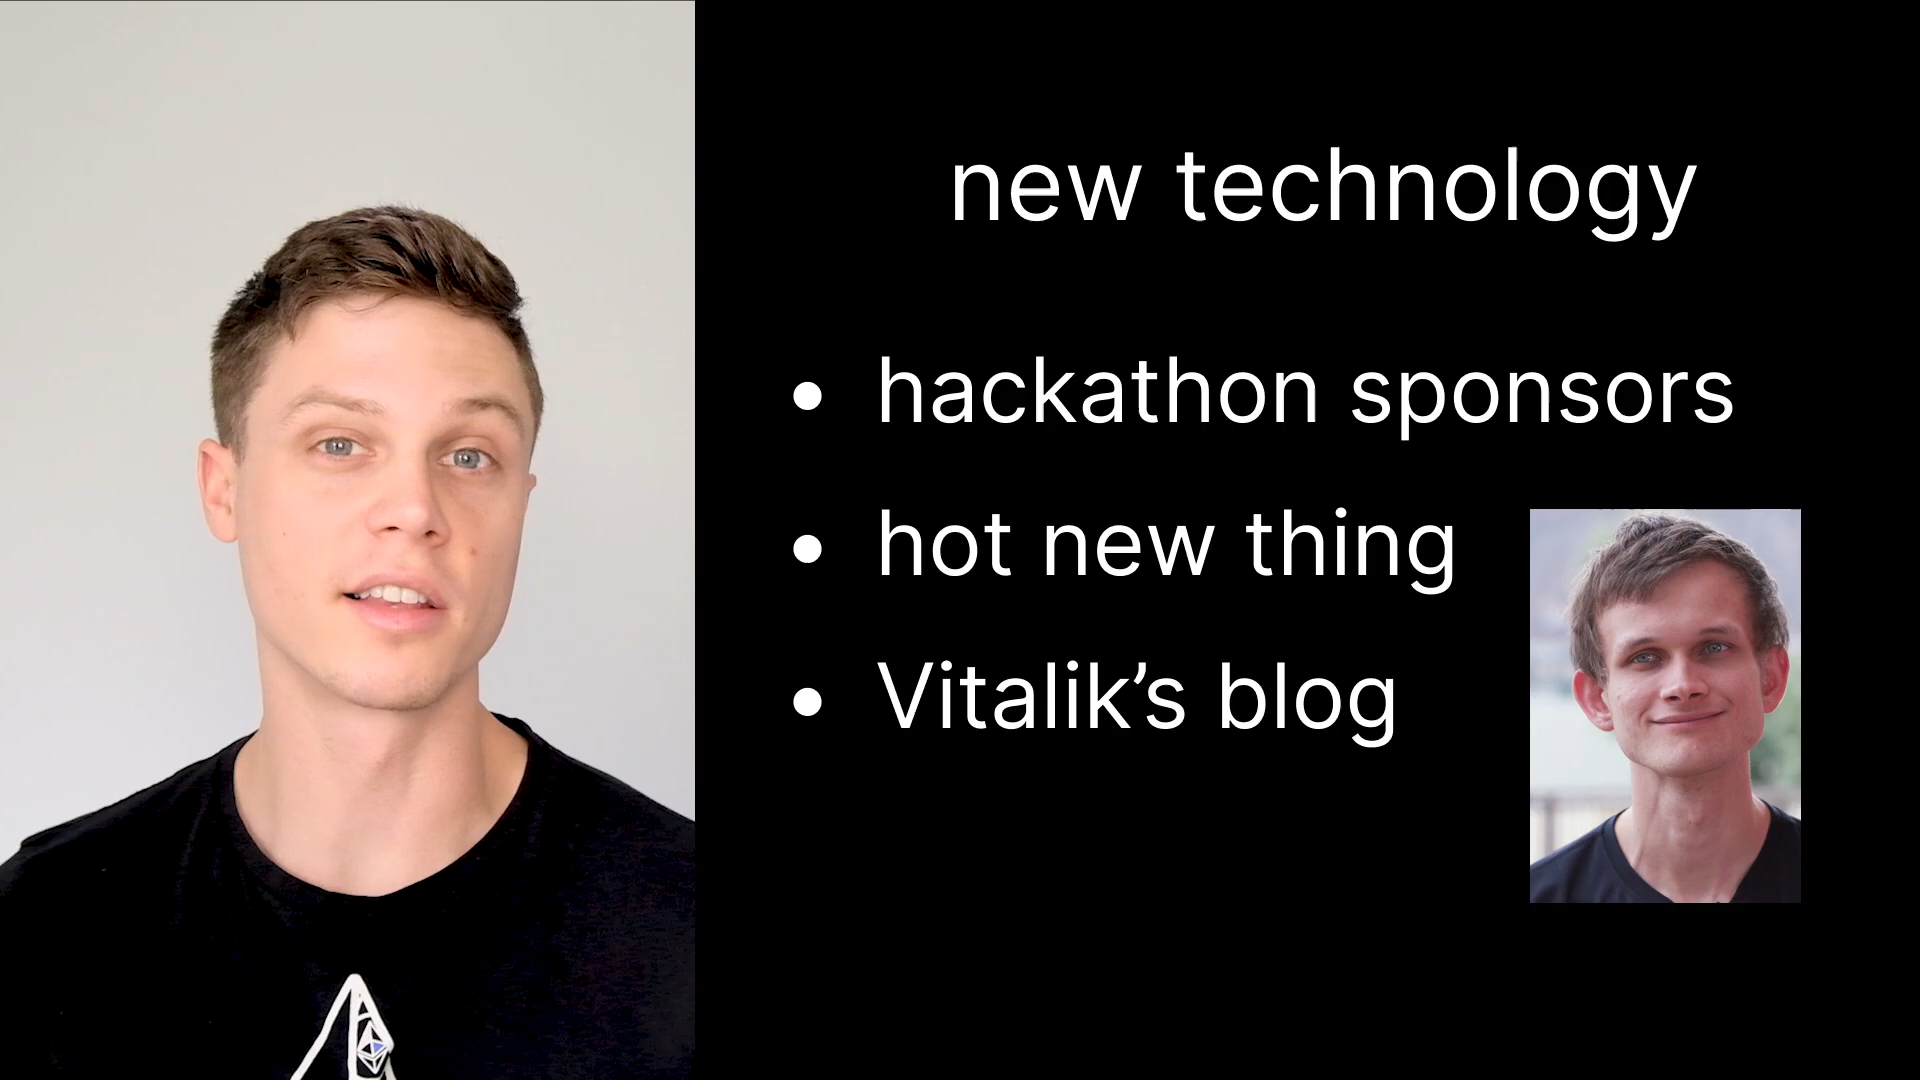 new technology
• hackathon sponsors
• hot new thing
• Vitalik’s blog